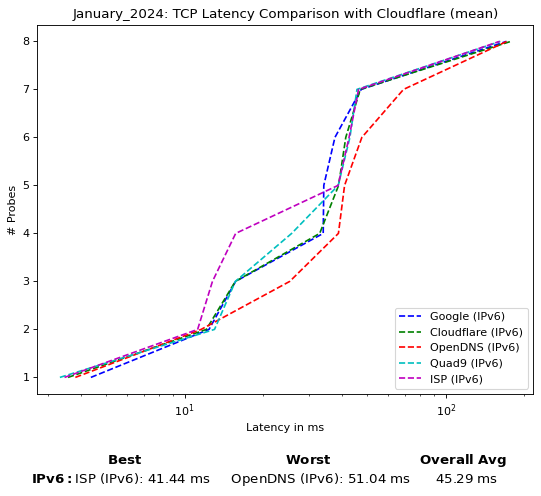 January_2024: TCP Latency Comparison with Cloudflare (mean)
8
7
6
5
4
3
2
1
# Probes
Google (IPv6)
Cloudflare (IPv6)
OpenDNS (IPv6)
Quad9 (IPv6)
ISP (IPv6)
10¹ 10²
Latency in ms
Best Worst Overall Avg
IPv6: ISP (IPv6): 41.44 ms OpenDNS (IPv6): 51.04 ms 45.29 ms